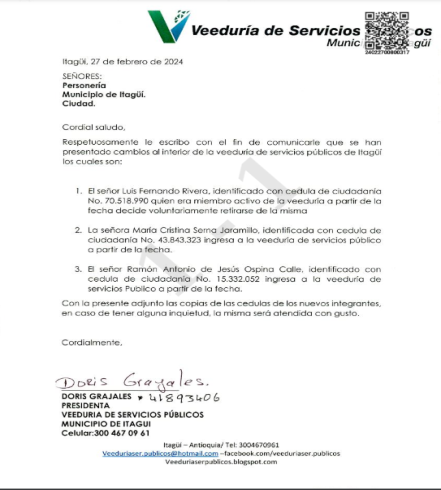 Veeduría de Servicios os
Munic güi
24022700800317
Itagüí, 27 de febrero de 2024
SEÑORES:
Personería
Municipio de Itagüí.
Ciudad.
Cordial saludo,
Respetuosamente le escribo con el fin de comunicarle que se han
presentado cambios al interior de la veeduría de servicios públicos de Itagüí
los cuales son:
1. El señor Luis Fernando Rivera, identificado con cedula de ciudadanía
No. 70.518.990 quien era miembro activo de la veeduría a partir de la
fecha decide voluntariamente retirarse de la misma
2. La señora María Cristina Serna Jaramillo, identificada con cedula de
ciudadanía No. 43.843.323 ingresa a la veeduría de servicios público
a partir de la fecha.
3. El señor Ramón Antonio de Jesús Ospina Calle, identificado con
cedula de ciudadanía No. 15.332.052 ingresa a la veeduría de
servicios Publico a partir de la fecha.
Con la presente adjunto las copias de las cedulas de los nuevos integrantes,
en caso de tener alguna inquietud, la misma será atendida con gusto.
Cordialmente,
Doris Grajales.
DORIS GRAJALES * 41893406
PRESIDENTA
VEEDURIA DE SERVICIOS PÚBLICOS
MUNICIPIO DE ITAGUI
Celular:300 467 09 61
Itagüí – Antioquia/ Tel: 3004670961
Veeduriaser.publicos@hotmail.com –facebook.com/veeduriaser.publicos
Veeduriaserpublicos.blogspot.com
1 - 1